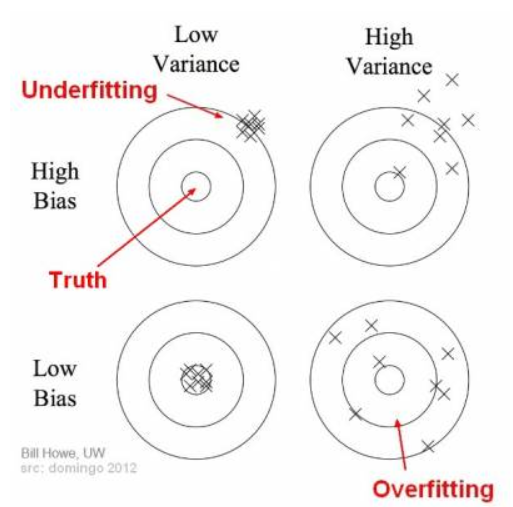 Low
Variance
High
Variance
Underfitting
High
Bias
Truth
Low
Bias
Bill Howe, UW
src: domingo 2012
Overfitting